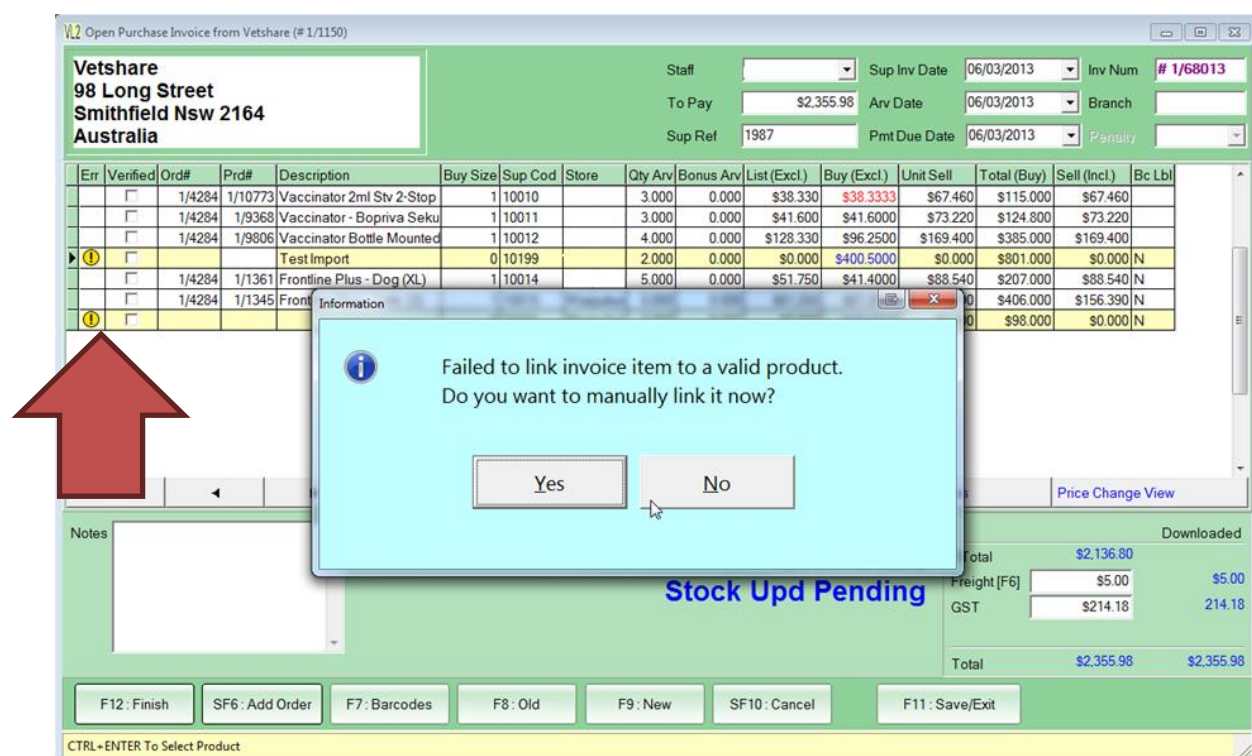 VL2 Open Purchase Invoice from Vetshare (# 1/1150)
Vetshare
98 Long Street
Smithfield Nsw 2164
Australia
Staff Sup Inv Date 06/03/2013 Inv Num # 1/68013
To Pay $2,355.98 Arv Date 06/03/2013 Branch
Sup Ref 1987 Pmt Due Date 06/03/2013 Penalty
Err Verified Ord# Prd# Description Buy Size Sup Cod Store Qty Arv Bonus Arv List (Excl.) Buy (Excl.) Unit Sell Total (Buy) Sell (Incl.) Bc Lbl
1/4284 1/10773 Vaccinator 2ml Stv 2-Stop 1 10010 3.000 0.000 $38.330 $38.3333 $67.460 $115.000 $67.460
1/4284 1/9368 Vaccinator - Bopriva Seku 1 10011 3.000 0.000 $41.600 $41.6000 $73.220 $124.800 $73.220
1/4284 1/9806 Vaccinator Bottle Mounted 1 10012 4.000 0.000 $128.330 $96.2500 $169.400 $385.000 $169.400
Test Import 0 10199 2.000 0.000 $0.000 $400.5000 $0.000 $801.000 $0.000 N
1/4284 1/1361 Frontline Plus - Dog (XL) 1 10014 5.000 0.000 $51.750 $41.4000 $88.540 $207.000 $88.540 N
1/4284 1/1345 Front $406.000 $156.390 N
$98.000 $0.000 N
Information
Failed to link invoice item to a valid product.
Do you want to manually link it now?
Yes No
Price Change View
Notes
Downloaded
Total $2,136.80
Stock Upd Pending
Freight [F6] $5.00 $5.00
GST $214.18 214.18
Total $2,355.98 $2,355.98
F12 : Finish SF6 : Add Order F7 : Barcodes F8 : Old F9 : New SF10 : Cancel F11 : Save/Exit
CTRL+ENTER To Select Product